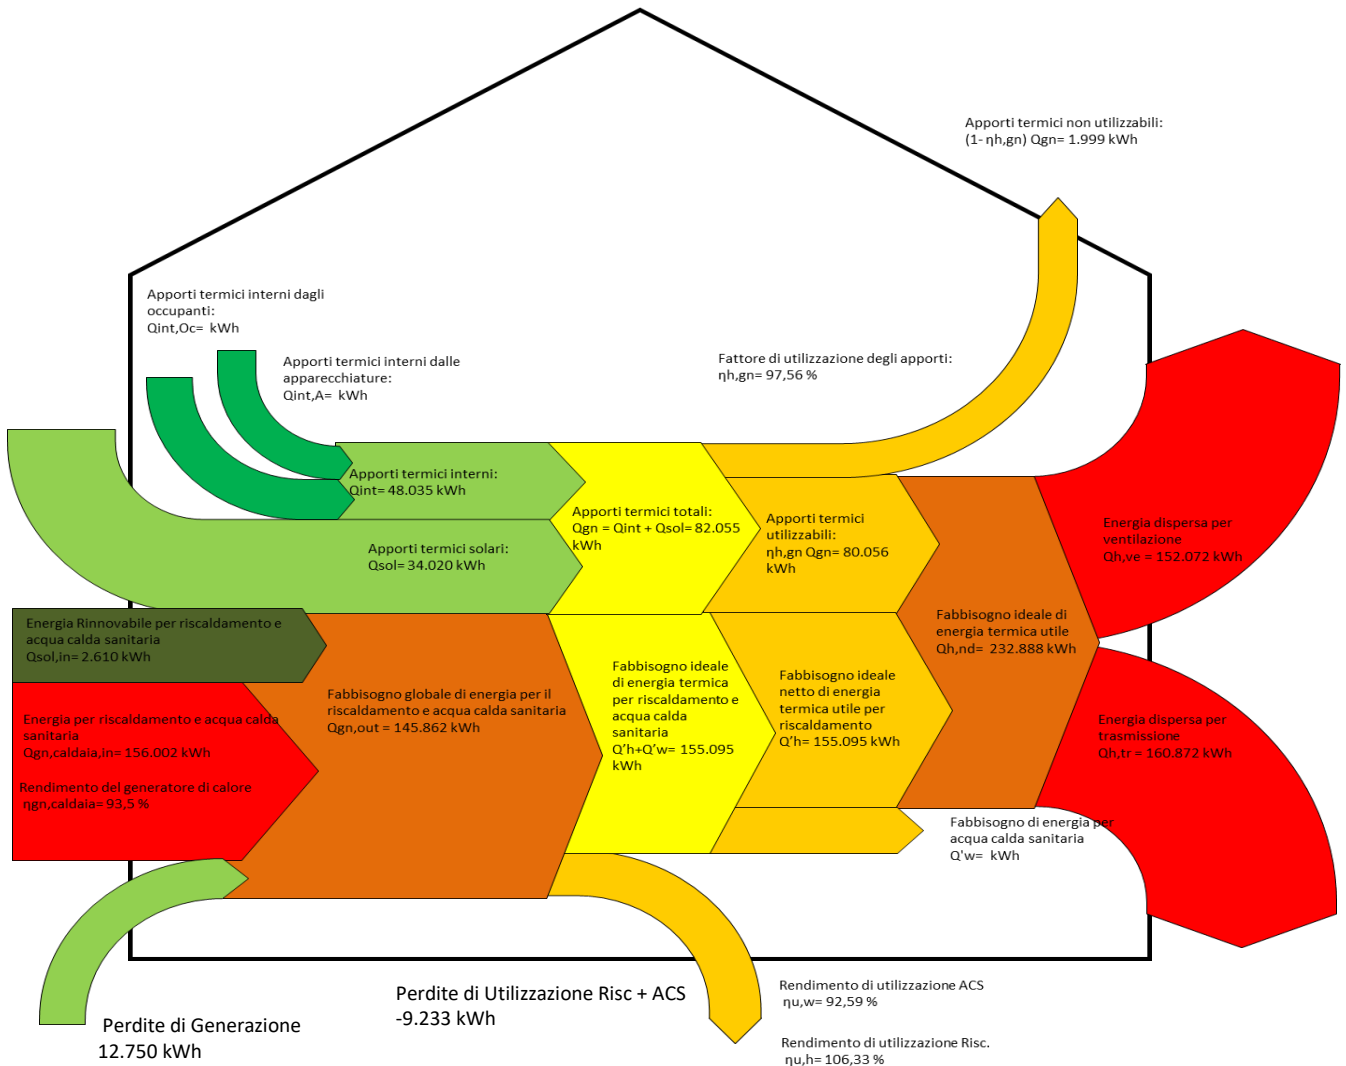 Apporti termici non utilizzabili:
(1- ηh,gn) Qgn= 1.999 kWh
Apporti termici interni dagli
occupanti:
Qint,Oc=  kWh
Apporti termici interni dalle
apparecchiature:
Qint,A=  kWh
Fattore di utilizzazione degli apporti:
ηh,gn= 97,56 %
Apporti termici interni:
Qint= 48.035 kWh
Apporti termici solari:
Qsol= 34.020 kWh
Apporti termici totali:
Qgn = Qint + Qsol= 82.055
kWh
Apporti termici
utilizzabili:
ηh,gn Qgn= 80.056
kWh
Energia dispersa per
ventilazione
Qh,ve = 152.072 kWh
Energia Rinnovabile per riscaldamento e
acqua calda sanitaria
Qsol,in= 2.610 kWh
Fabbisogno ideale di
energia termica utile
Qh,nd=  232.888 kWh
Energia per riscaldamento e acqua calda
sanitaria
Qgn,caldaia,in= 156.002 kWh
Rendimento del generatore di calore
ηgn,caldaia= 93,5 %
Fabbisogno globale di energia per il
riscaldamento e acqua calda sanitaria
Qgn,out = 145.862 kWh
Fabbisogno ideale
di energia termica
per riscaldamento e
acqua calda
sanitaria
Q’h+Q’w= 155.095
kWh
Fabbisogno ideale
netto di energia
termica utile per
riscaldamento
Q’h= 155.095 kWh
Energia dispersa per
trasmissione
Qh,tr = 160.872 kWh
Fabbisogno di energia per
acqua calda sanitaria
Q'w=  kWh
Perdite di Generazione
12.750 kWh
Perdite di Utilizzazione Risc + ACS
-9.233 kWh
Rendimento di utilizzazione ACS
ηu,w= 92,59 %
Rendimento di utilizzazione Risc.
ηu,h= 106,33 %